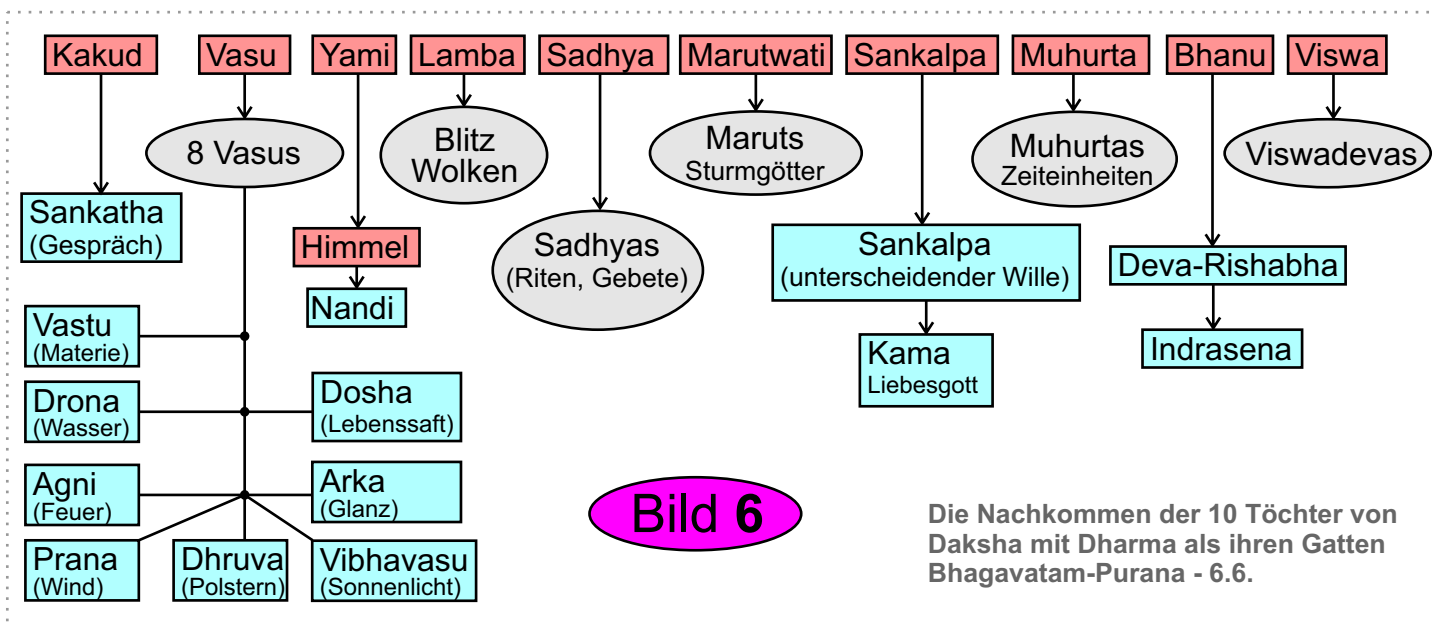 Kakud
Vasu
Yami
Lamba
Sadhya
Marutwati
Sankalpa
Muhurta
Bhanu
Viswa
8 Vasus
Blitz
Wolken
Maruts
Sturmgötter
Muhurtas
Zeiteinheiten
Viswadevas
Sankatha
(Gespräch)
Himmel
Nandi
Sadhyas
(Riten, Gebete)
Sankalpa
(unterscheidender Wille)
Kama
Liebesgott
Deva-Rishabha
Indrasena
Vastu
(Materie)
Drona
(Wasser)
Dosha
(Lebenssaft)
Agni
(Feuer)
Arka
(Glanz)
Prana
(Wind)
Dhruva
(Polstern)
Vibhavasu
(Sonnenlicht)
Bild 6
Die Nachkommen der 10 Töchter von
Daksha mit Dharma als ihren Gatten
Bhagavatam-Purana - 6.6.